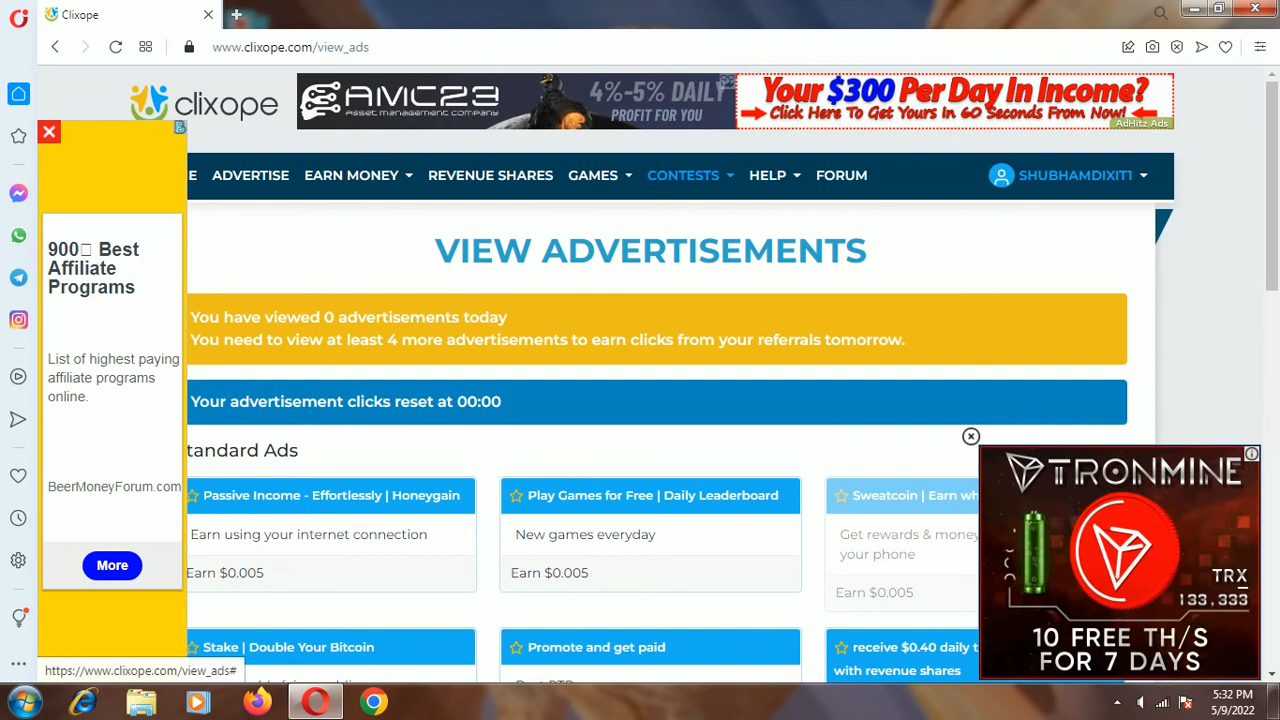 Clixope
www.clixope.com/view_ads
clixope
AMC23
Asset management company
4%-5% DAILY
PROFIT FOR YOU
Your $300 Per Day In Income?
Click Here To Get Yours In 60 Seconds From Now!
AdHitz Ads
E ADVERTISE EARN MONEY REVENUE SHARES GAMES CONTESTS HELP FORUM SHUBHAMDIXIT1
VIEW ADVERTISEMENTS
You have viewed 0 advertisements today
You need to view at least 4 more advertisements to earn clicks from your referrals tomorrow.
Your advertisement clicks reset at 00:00
tandard Ads
Passive Income - Effortlessly | Honeygain
Earn using your internet connection
Earn $0.005
Play Games for Free | Daily Leaderboard
New games everyday
Earn $0.005
Sweatcoin | Earn wh
Get rewards & money
your phone
Earn $0.005
Stake | Double Your Bitcoin
Promote and get paid
receive $0.40 daily t
with revenue shares
900 Best
Affiliate
Programs
List of highest paying
affiliate programs
online.
BeerMoneyForum.com
More
TRONMINE
TRX
133.333
10 FREE TH/S
FOR 7 DAYS
https://www.clixope.com/view_ads#
5:32 PM
5/9/2022